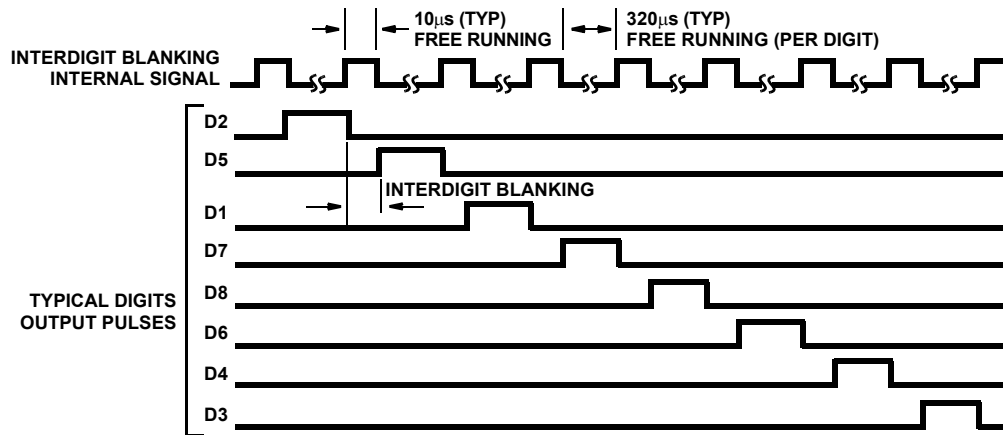 10μs (TYP)
FREE RUNNING
320μs (TYP)
FREE RUNNING (PER DIGIT)
INTERDIGIT BLANKING
INTERNAL SIGNAL
D2
D5
INTERDIGIT BLANKING
D1
D7
D8
TYPICAL DIGITS
OUTPUT PULSES
D6
D4
D3